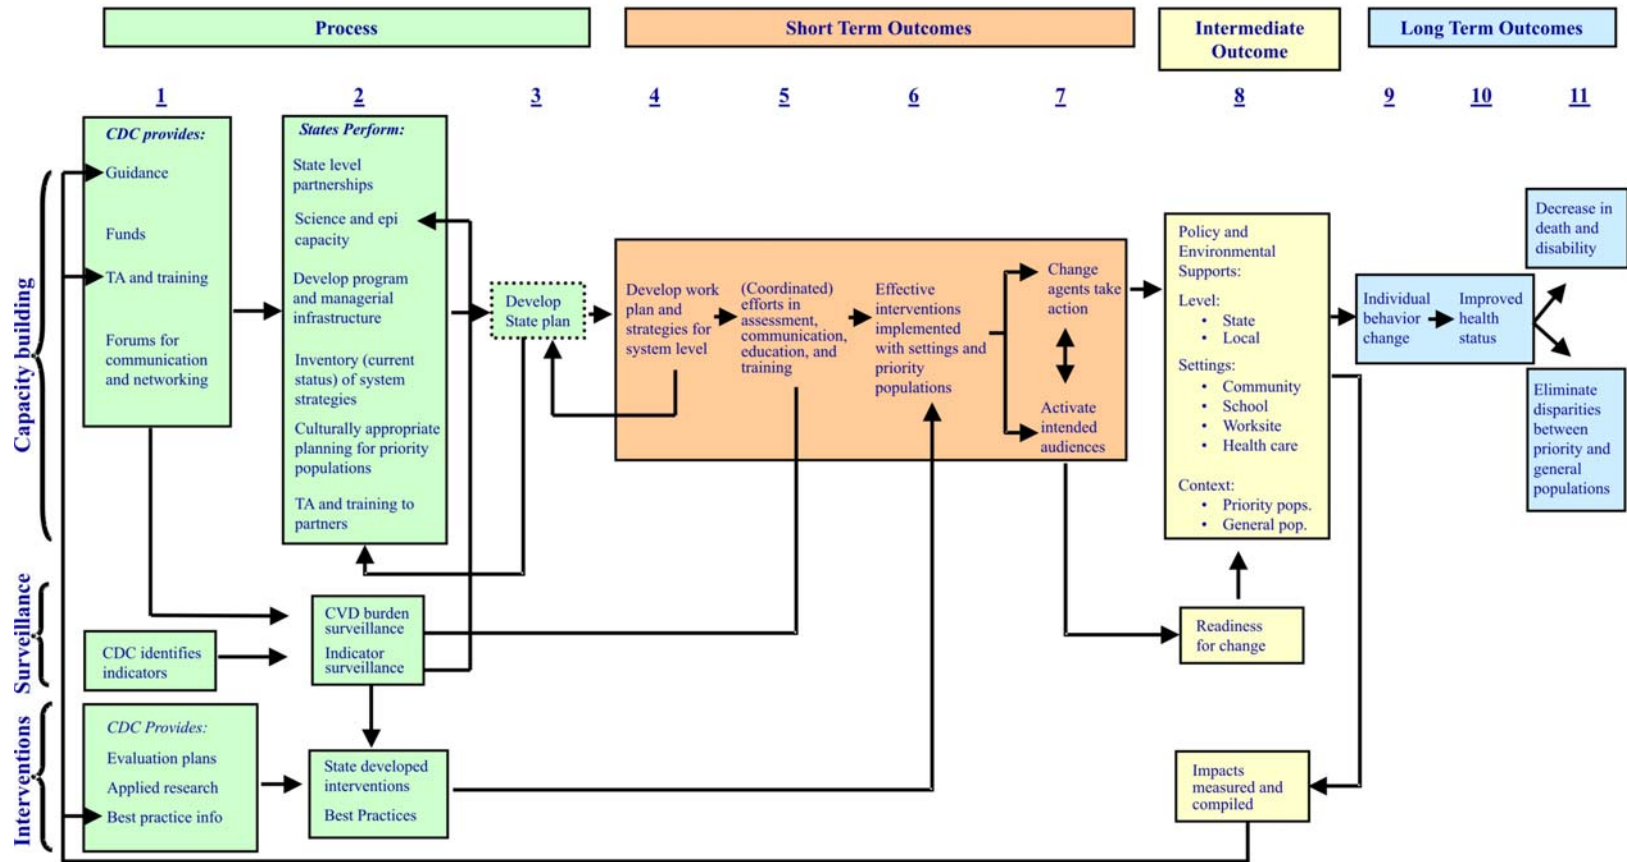 Process
Short Term Outcomes
Intermediate
Outcome
Long Term Outcomes
1
2
3
4
5
6
7
8
9
10
11
Capacity building
CDC provides:
Guidance
Funds
TA and training
Forums for
communication
and networking
States Perform:
State level
partnerships
Science and epi
capacity
Develop program
and managerial
infrastructure
Inventory (current
status) of system
strategies
Culturally appropriate
planning for priority
populations
TA and training to
partners
Develop
State plan
Develop work
plan and
strategies for
system level
(Coordinated)
efforts in
assessment,
communication,
education, and
training
Effective
interventions
implemented
with settings and
priority
populations
Change
agents take
action
Activate
intended
audiences
Policy and
Environmental
Supports:
Level:
• State
• Local
Settings:
• Community
• School
• Worksite
• Health care
Context:
• Priority pops.
• General pop.
Individual
behavior
change
Improved
health
status
Decrease in
death and
disability
Eliminate
disparities
between
priority and
general
populations
Surveillance
CDC identifies
indicators
CVD burden
surveillance
Indicator
surveillance
Readiness
for change
Interventions
CDC Provides:
Evaluation plans
Applied research
Best practice info
State developed
interventions
Best Practices
Impacts
measured and
compiled